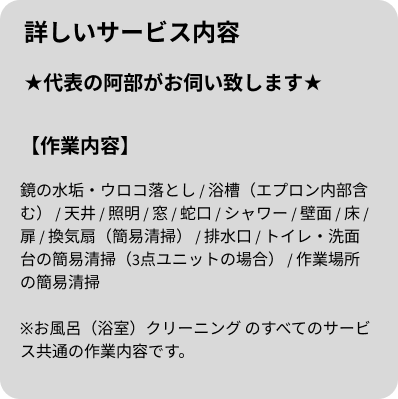 詳しいサービス内容
★代表の阿部がお伺い致します★
【作業内容】
鏡の水垢・ウロコ落とし / 浴槽（エプロン内部含
む） / 天井 / 照明 / 窓 / 蛇口 / シャワー / 壁面 / 床 /
扉 / 換気扇（簡易清掃） / 排水口 / トイレ・洗面
台の簡易清掃（3点ユニットの場合） / 作業場所
の簡易清掃
※お風呂（浴室）クリーニング のすべてのサービ
ス共通の作業内容です。